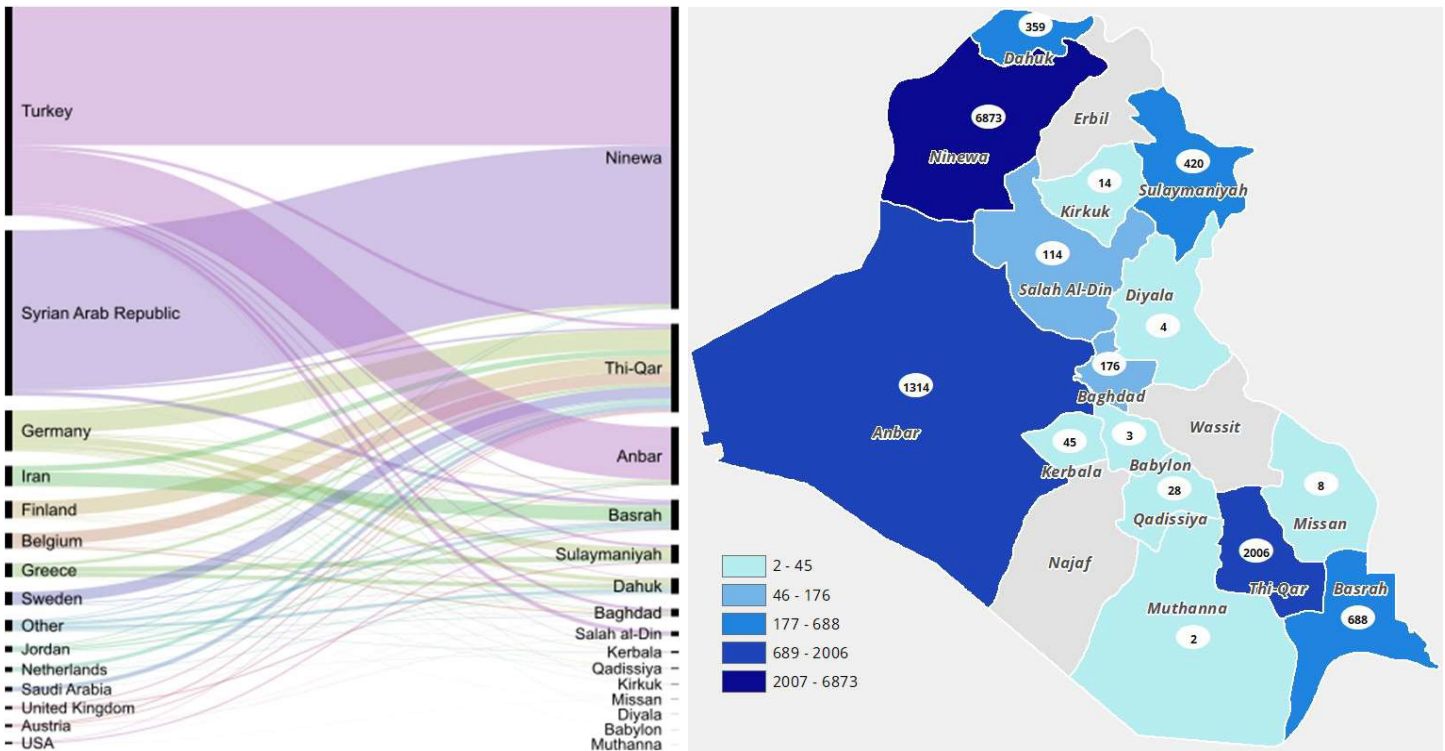 Turkey
Syrian Arab Republic
Germany
Iran
Finland
Belgium
Greece
Sweden
Other
Jordan
Netherlands
Saudi Arabia
United Kingdom
Austria
USA
Ninewa
Thi-Qar
Anbar
Basrah
Sulaymaniyah
Dahuk
Baghdad
Salah al-Din
Kerbala
Qadissiya
Kirkuk
Missan
Diyala
Babylon
Muthanna
359
Dahuk
6873
Ninewa
Erbil
420
Sulaymaniyah
14
Kirkuk
114
Salah Al-Din
Diyala
4
176
Baghdad
1314
Anbar
45
Kerbala
3
Babylon
Wassit
28
Qadissiya
8
Missan
Najaf
2006
Thi-Qar
Basrah
688
Muthanna
2
2 - 45
46 - 176
177 - 688
689 - 2006
2007 - 6873